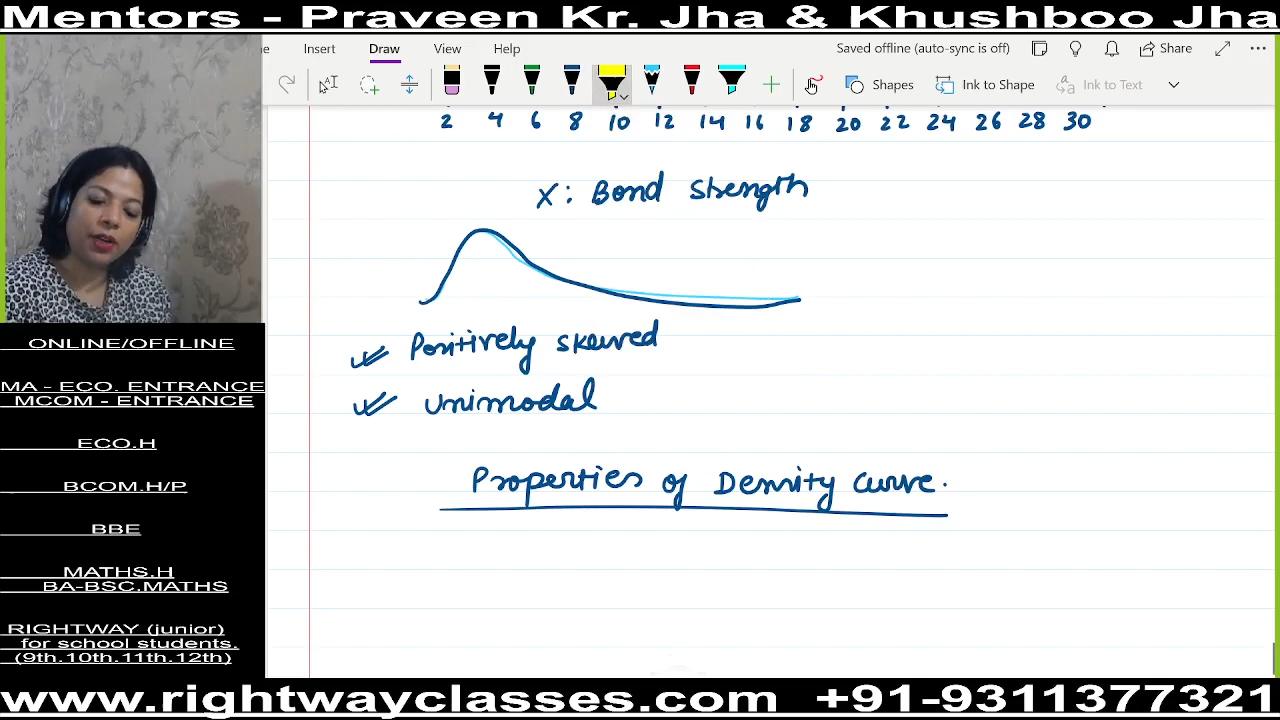 Mentors - Praveen Kr. Jha & Khushboo Jha
me Insert Draw View Help Saved offline (auto-sync is off) Share
Shapes Ink to Shape Ink to Text
2 4 6 8 10 12 14 16 18 20 22 24 26 28 30
X: Bond Strength
Positively skewed
Unimodal
Properties of Density Curve.
ONLINE/OFFLINE
MA - ECO. ENTRANCE
MCOM - ENTRANCE
ECO.H
BCOM.H/P
BBE
MATHS.H
BA-BSC.MATHS
RIGHTWAY (junior)
for school students.
(9th.10th.11th.12th)
www.rightwayclasses.com +91-9311377321